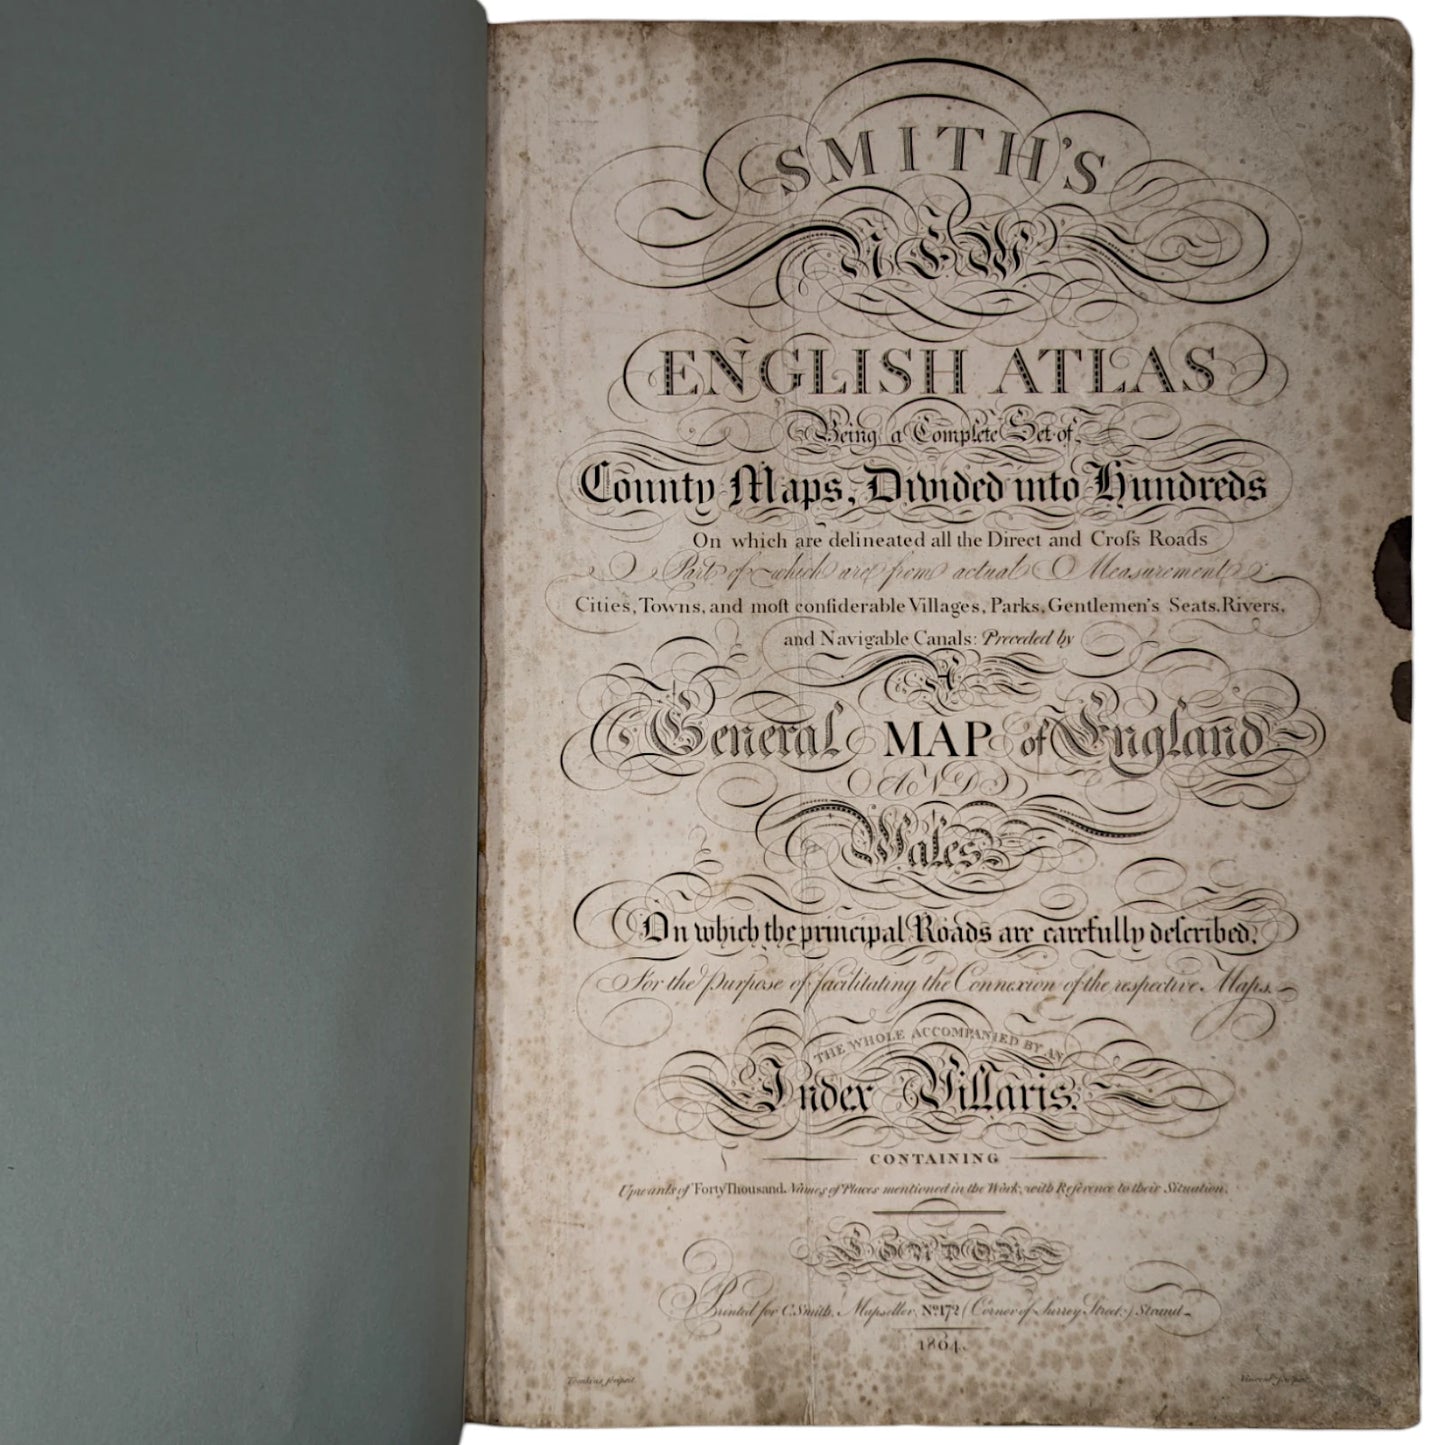 SMITH'S
NEW
ENGLISH ATLAS
Being a Complete Set of
County Maps, Divided into Hundreds
On which are delineated all the Direct and Croſs Roads
Part of which are from actual Measurement
Cities, Towns, and moſt conſiderable Villages, Parks, Gentlemen's Seats, Rivers,
and Navigable Canals: Preceded by
A
General MAP of England
AND
Wales
On which the principal Roads are carefully deſcribed,
For the Purpose of facilitating the Connexion of the respective Maps.
THE WHOLE ACCOMPANIED BY AN
Index Villaris,
CONTAINING
Upwards of Forty Thousand Names of Places mentioned in the Work, with Reference to their Situation.
LONDON
Printed for C. Smith, Mapseller, No. 172 (Corner of Surrey Street,) Strand
1804.
Tomkins ſcripsit
Vincent ſculpsit